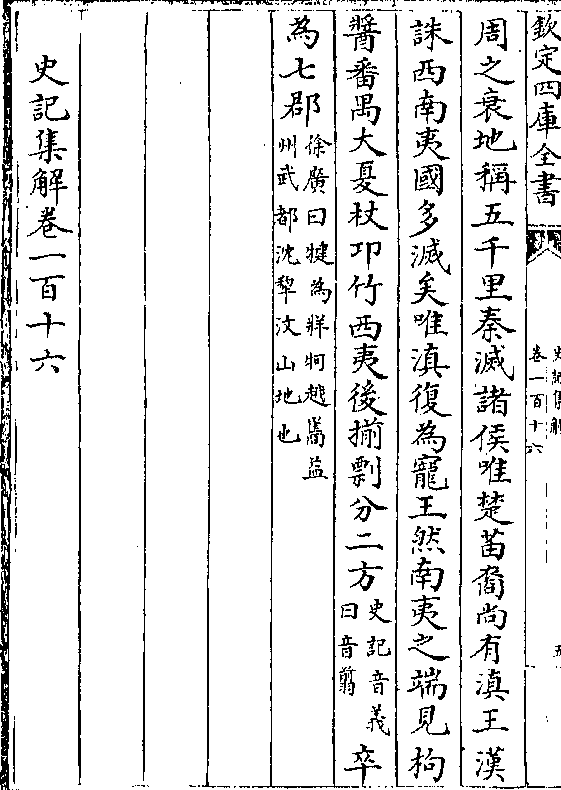 欽定四庫全書
史記集解
卷一百十六
五
周之衰地稱五千里秦滅諸侯唯楚苗裔尚有滇王漢
誅西南夷國多滅矣唯滇復為寵王然南夷之端見枸
醬番禺大夏杖卭竹西夷後揃剽分二方史記音義曰音翦卒
為七郡徐廣曰犍為牂牁越嶲益州武都沈犂汶山地也
史記集解卷一百十六